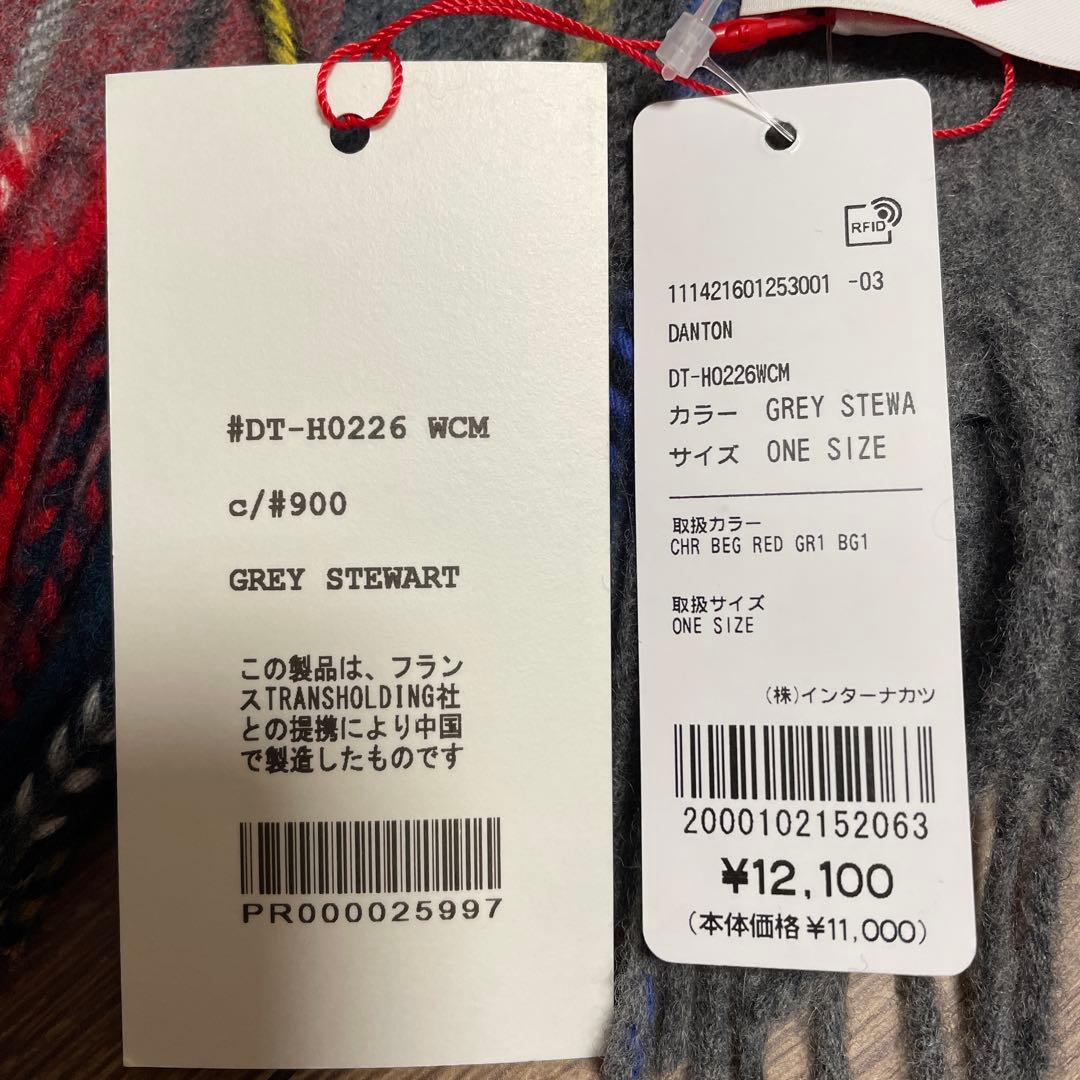 #DT-H0226 WCM
c/#900
GREY STEWART
この製品は、フラン
スTRANSHOLDING社
との提携により中国
で製造したものです
PR000025997
RFID
111421601253001 -03
DANTON
DT-H0226WCM
カラー GREY STEWA
サイズ ONE SIZE
取扱カラー
CHR BEG RED GR1 BG1
取扱サイズ
ONE SIZE
(株)インターナカツ
2000102152063
¥12,100
(本体価格¥11,000)